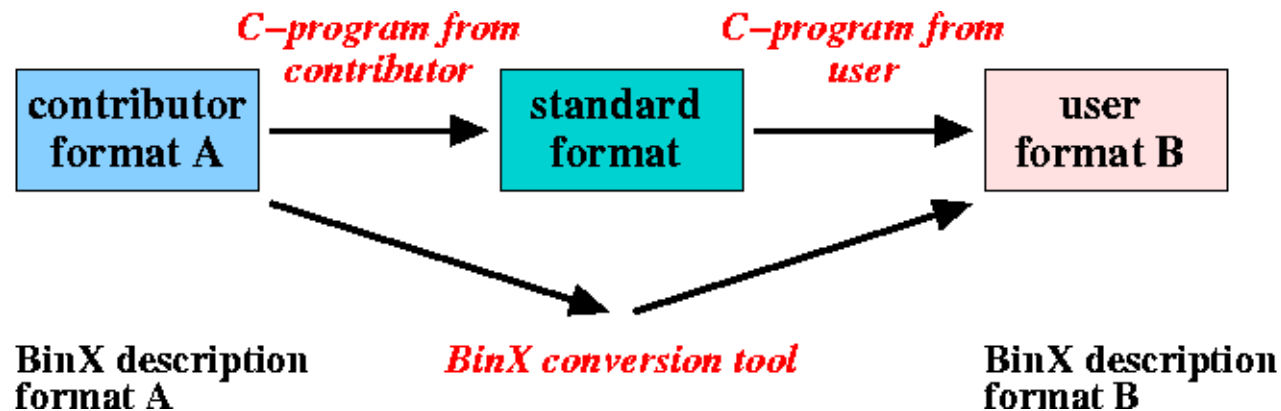 C-program from
contributor
C-program from
user
contributor
format A
standard
format
user
format B
BinX description
format A
BinX conversion tool
BinX description
format B